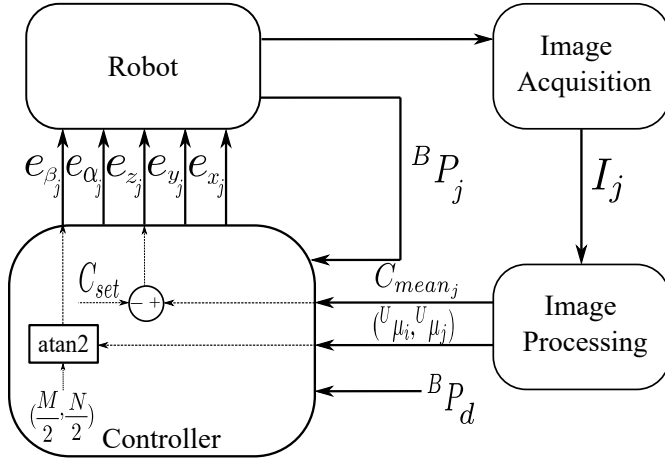 Robot
Image
Acquisition
e_{β_j} e_{α_j} e_{z_j} e_{y_j} e_{x_j}
^B P_j
I_j
C_{set}
- +
C_{mean_j}
(^U μ_i, ^U μ_j)
Image
Processing
atan2
^B P_d
(M/2, N/2)
Controller